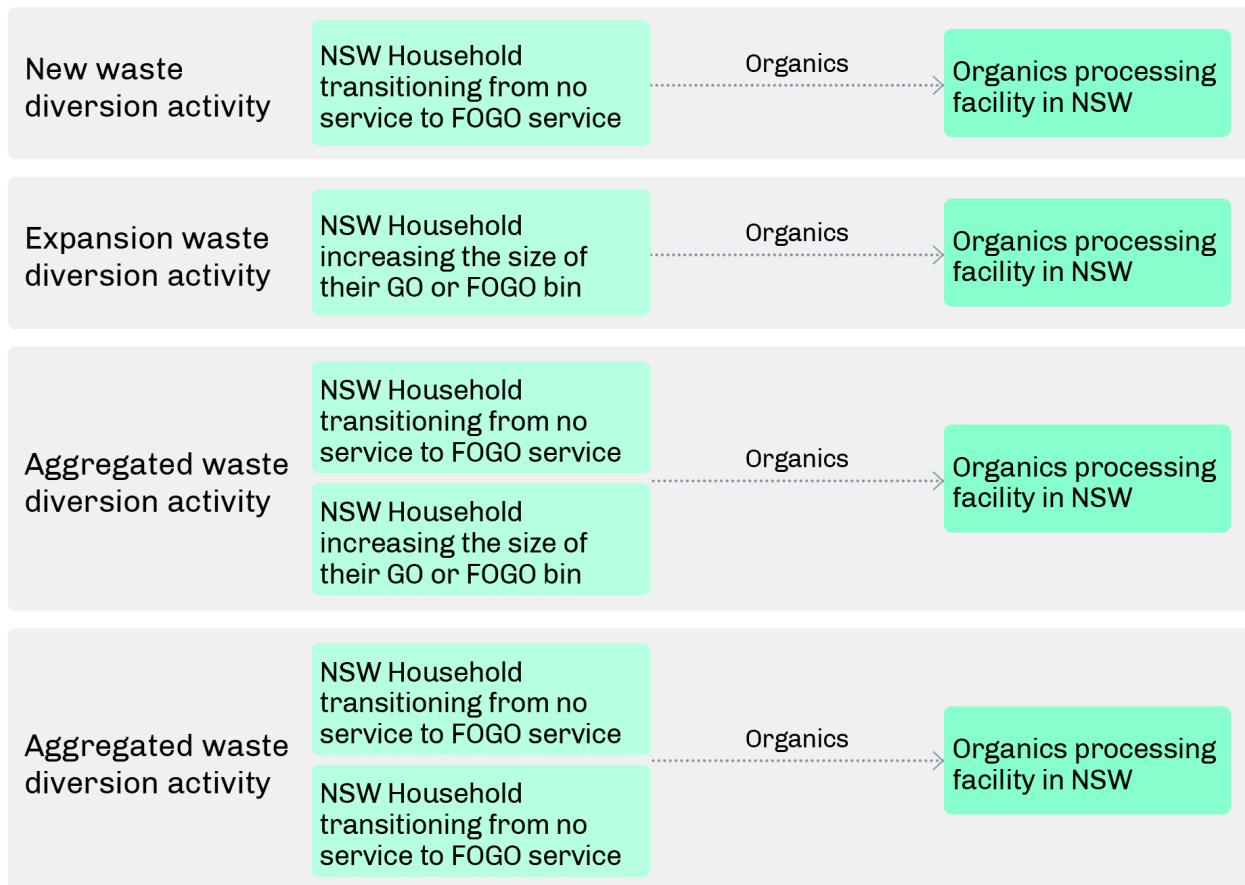 New waste
diversion activity
NSW Household
transitioning from no
service to FOGO service
Organics
Organics processing
facility in NSW
Expansion waste
diversion activity
NSW Household
increasing the size of
their GO or FOGO bin
Organics
Organics processing
facility in NSW
Aggregated waste
diversion activity
NSW Household
transitioning from no
service to FOGO service
NSW Household
increasing the size of
their GO or FOGO bin
Organics
Organics processing
facility in NSW
Aggregated waste
diversion activity
NSW Household
transitioning from no
service to FOGO service
NSW Household
transitioning from no
service to FOGO service
Organics
Organics processing
facility in NSW